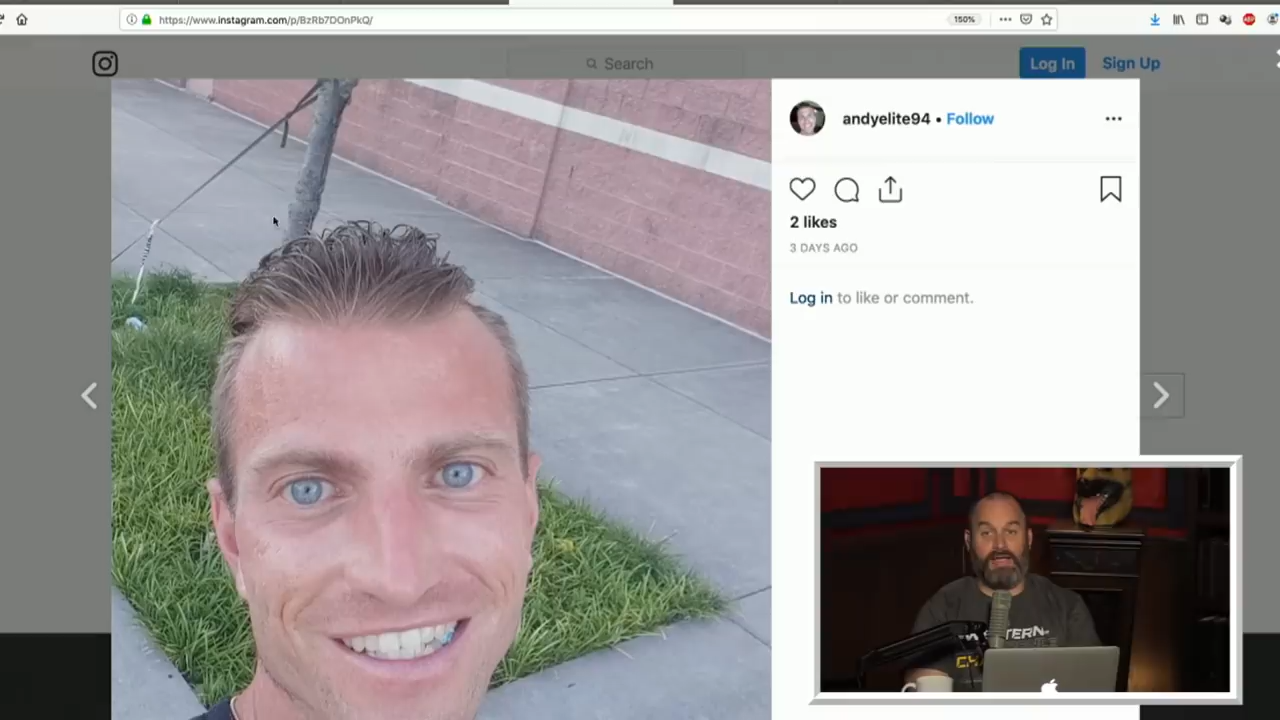 https://www.instagram.com/p/BzRb7DOnPkQ/
150%
Search
Log In
Sign Up
andyelite94 • Follow
2 likes
3 DAYS AGO
Log in to like or comment.